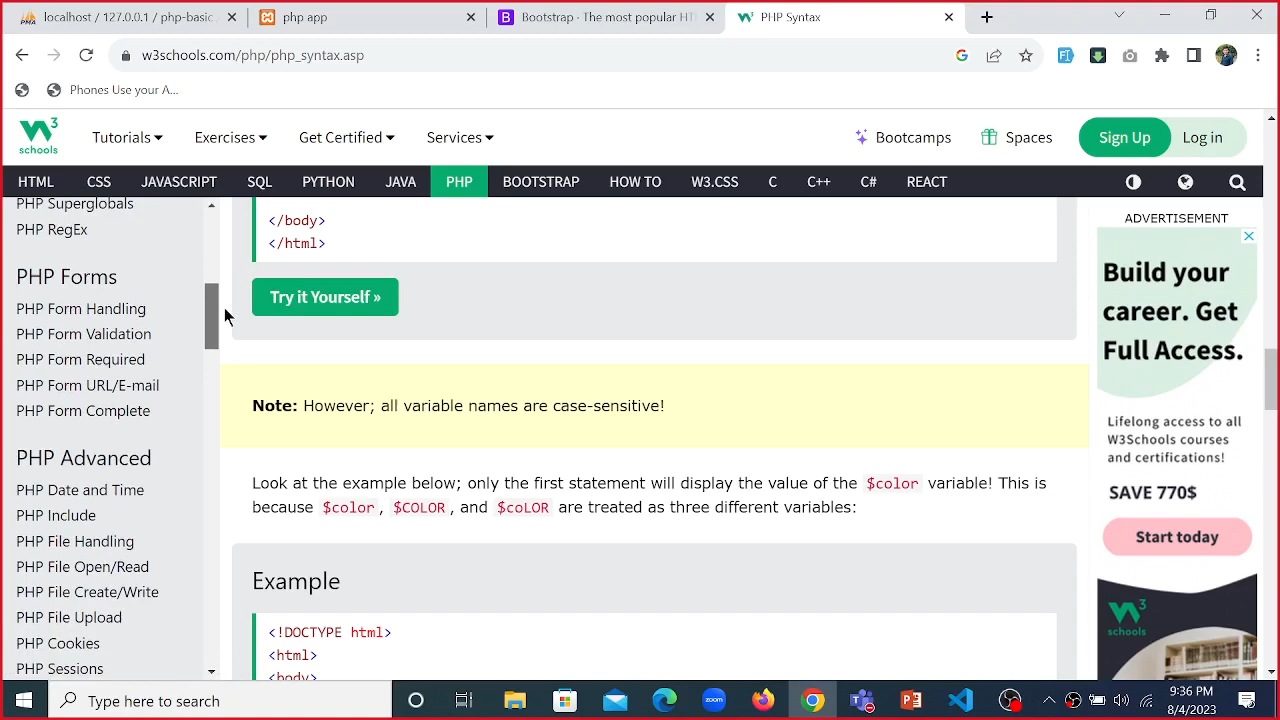 localhost / 127.0.0.1 / php-basic
php app
Bootstrap · The most popular HT
PHP Syntax
w3schools.com/php/php_syntax.asp
Phones Use your A...
3
schools
Tutorials
Exercises
Get Certified
Services
Bootcamps
Spaces
Sign Up
Log in
HTML
CSS
JAVASCRIPT
SQL
PYTHON
JAVA
PHP
BOOTSTRAP
HOW TO
W3.CSS
C
C++
C#
REACT
PHP Superglobals
PHP RegEx
PHP Forms
PHP Form Handling
PHP Form Validation
PHP Form Required
PHP Form URL/E-mail
PHP Form Complete
PHP Advanced
PHP Date and Time
PHP Include
PHP File Handling
PHP File Open/Read
PHP File Create/Write
PHP File Upload
PHP Cookies
PHP Sessions
</body>
</html>
Try it Yourself »
Note: However; all variable names are case-sensitive!
Look at the example below; only the first statement will display the value of the $color variable! This is
because $color, $COLOR, and $coLOR are treated as three different variables:
Example
<!DOCTYPE html>
<html>
<body>
ADVERTISEMENT
Build your
career. Get
Full Access.
Lifelong access to all
W3Schools courses
and certifications!
SAVE 770$
Start today
3
schools
Type here to search
zoom
9:36 PM
8/4/2023